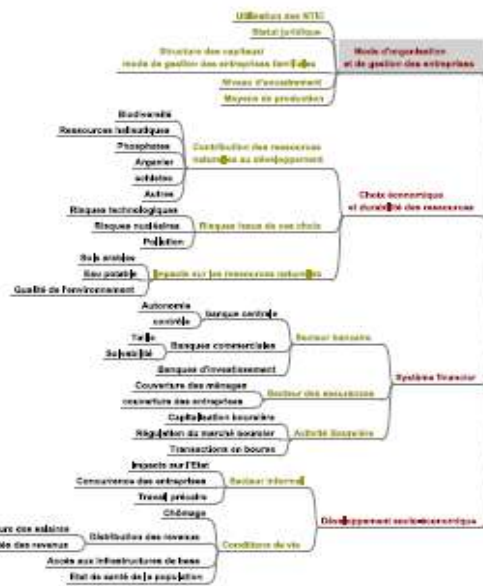 Utilisation des NTIC
Statut juridique
Structure des capitaux/
mode de gestion des entreprises familiales
Niveau d'encadrement
Moyens de production
Mode d'organisation
et de gestion des entreprises
Biodiversité
Ressources halieutiques
Phosphates
Arganier
schistes
Autres
Contribution des ressources
naturelles au développement
Risques technologiques
Risques nucléaires
Pollution
Risques issus de ces choix
Sols arables
Eau potable
Qualité de l'environnement
Impacts sur les ressources naturelles
Choix économique
et durabilité des ressources
Autonomie
contrôle
banque centrale
Taille
Solvabilité
Banques commerciales
Banques d'investissement
Secteur bancaire
Couverture des ménages
couverture des entreprises
Secteur des assurances
Capitalisation boursière
Régulation du marché boursier
Transactions en bourse
Activité Boursière
Système financier
Impacts sur l'Etat
Concurrence des entreprises
Travail précaire
Secteur informel
Chômage
des salaires
des revenus
Distribution des revenus
Accès aux infrastructures de base
Etat de santé de la population
Conditions de vie
Développement socio-économique